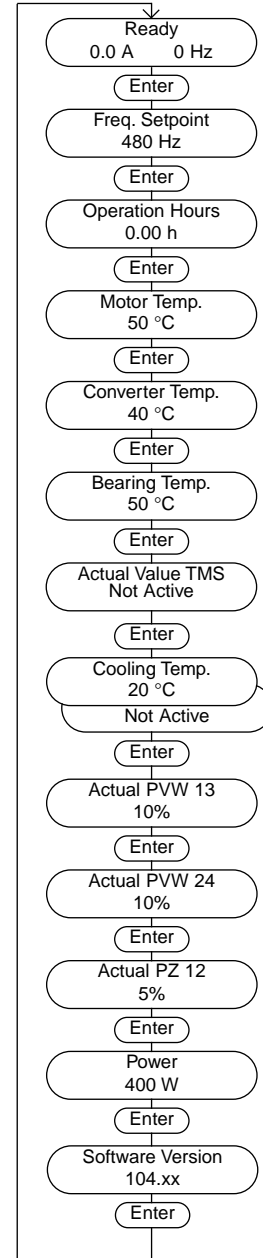 Ready
0.0 A 0 Hz
Enter
Freq. Setpoint
480 Hz
Enter
Operation Hours
0.00 h
Enter
Motor Temp.
50 °C
Enter
Converter Temp.
40 °C
Enter
Bearing Temp.
50 °C
Enter
Actual Value TMS
Not Active
Enter
Cooling Temp.
20 °C
Not Active
Enter
Actual PVW 13
10%
Enter
Actual PVW 24
10%
Enter
Actual PZ 12
5%
Enter
Power
400 W
Enter
Software Version
104.xx
Enter